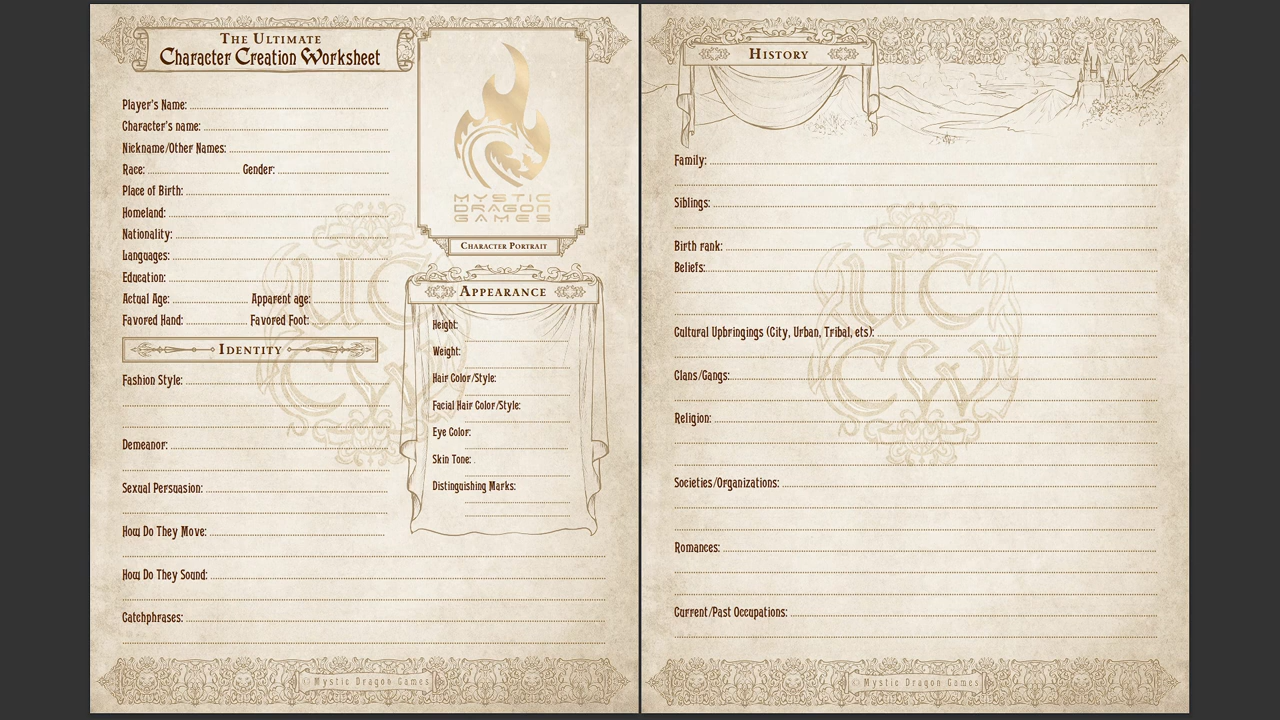 The Ultimate
Character Creation Worksheet
Player's Name:
Character's name:
Nickname/Other Names:
Race: Gender:
Place of Birth:
Homeland:
Nationality:
Languages:
Education:
Actual Age: Apparent age:
Favored Hand: Favored Foot:
Identity
Fashion Style:
Demeanor:
Sexual Persuasion:
How Do They Move:
How Do They Sound:
Catchphrases:
MYSTIC
DRAGON
GAMES
Character Portrait
Appearance
Height:
Weight:
Hair Color/Style:
Facial Hair Color/Style:
Eye Color:
Skin Tone:
Distinguishing Marks:
UC
CW
© Mystic Dragon Games
History
Family:
Siblings:
Birth rank:
Beliefs:
Cultural Upbringings (City, Urban, Tribal, ets):
Clans/Gangs:
Religion:
Societies/Organizations:
Romances:
Current/Past Occupations:
UC
CW
© Mystic Dragon Games